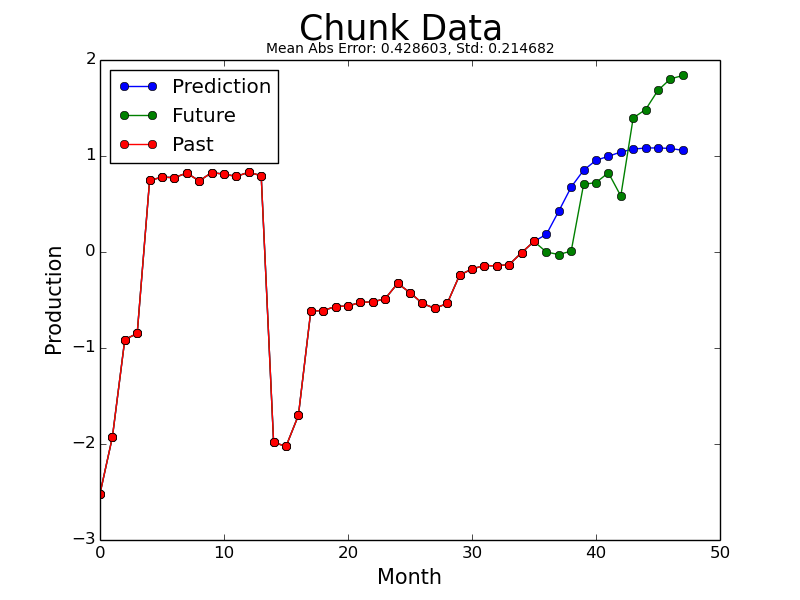 Chunk Data
Mean Abs Error: 0.428603, Std: 0.214682
Prediction
Future
Past
2
1
0
−1
−2
−3
Production
0 10 20 30 40 50
Month